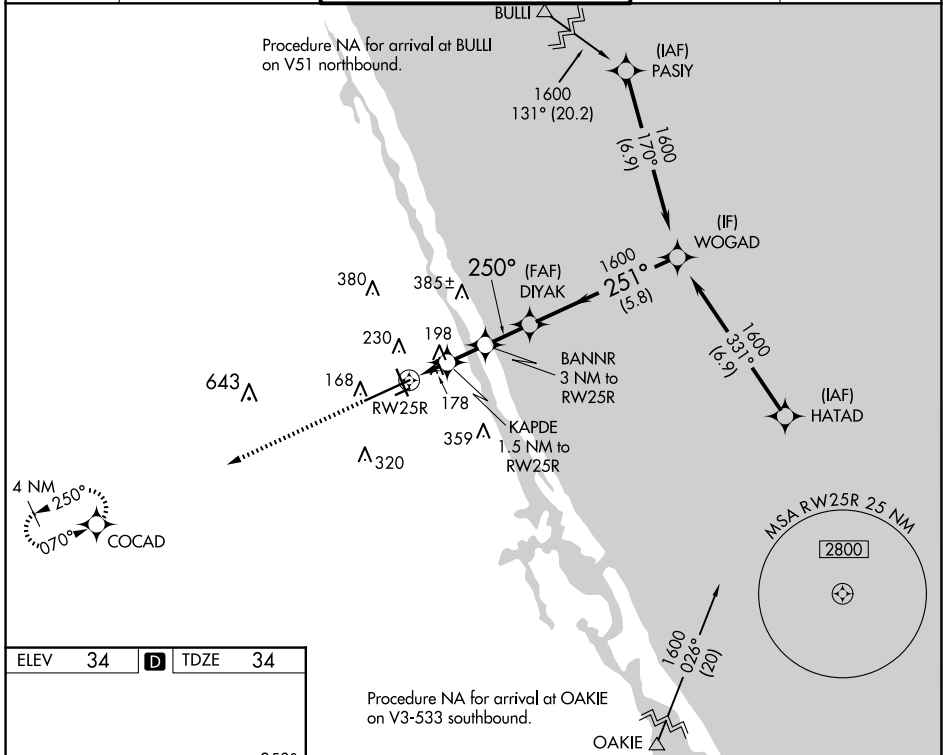 BULLI
Procedure NA for arrival at BULLI
on V51 northbound.
(IAF)
PASIY
1600
131° (20.2)
1600
170°
(6.9)
(IF)
WOGAD
1600
251°
(5.8)
250°
(FAF)
DIYAK
380
385±
230
198
643
168
RW25R
178
BANNR
3 NM to
RW25R
1600
331°
(6.9)
(IAF)
HATAD
359
KAPDE
1.5 NM to
RW25R
320
4 NM
250°
070°
COCAD
MSA RW25R 25 NM
2800
1600
026°
(20)
ELEV 34 D TDZE 34
Procedure NA for arrival at OAKIE
on V3-533 southbound.
OAKIE